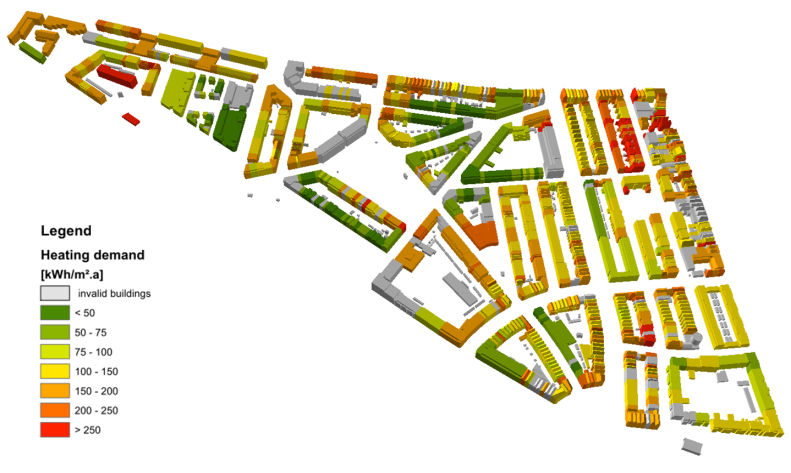 Legend
Heating demand
[kWh/m².a]
invalid buildings
< 50
50 - 75
75 - 100
100 - 150
150 - 200
200 - 250
> 250